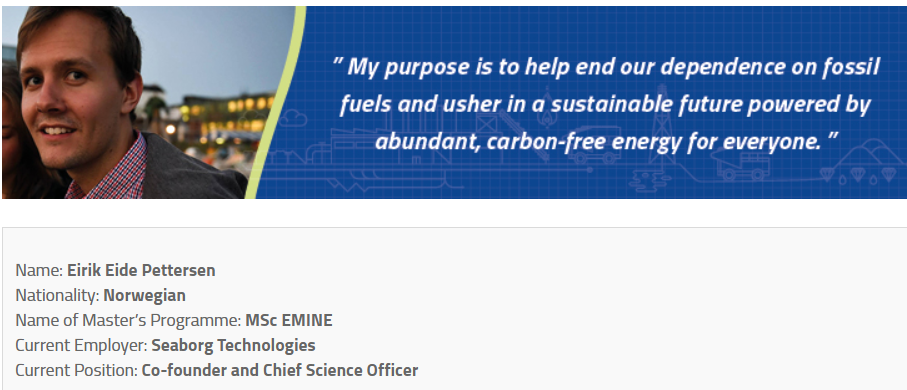 " My purpose is to help end our dependence on fossil
fuels and usher in a sustainable future powered by
abundant, carbon-free energy for everyone. "
Name: Eirik Eide Pettersen
Nationality: Norwegian
Name of Master's Programme: MSc EMINE
Current Employer: Seaborg Technologies
Current Position: Co-founder and Chief Science Officer